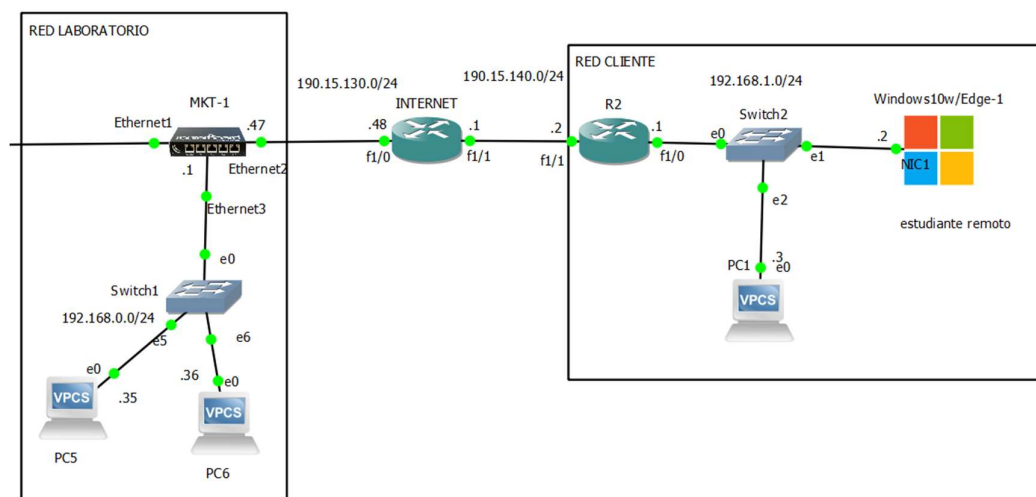 RED LABORATORIO
MKT-1
Ethernet1
.47
.1
Ethernet2
Ethernet3
e0
Switch1
192.168.0.0/24
e5
e6
e0
.35
.36
e0
VPCS
VPCS
PC5
PC6
190.15.130.0/24
190.15.140.0/24
INTERNET
.48
f1/0
.1
f1/1
RED CLIENTE
192.168.1.0/24
R2
.2
f1/1
.1
f1/0
Switch2
e0
e1
e2
Windows10w/Edge-1
.2
NIC1
estudiante remoto
PC1
.3
e0
VPCS